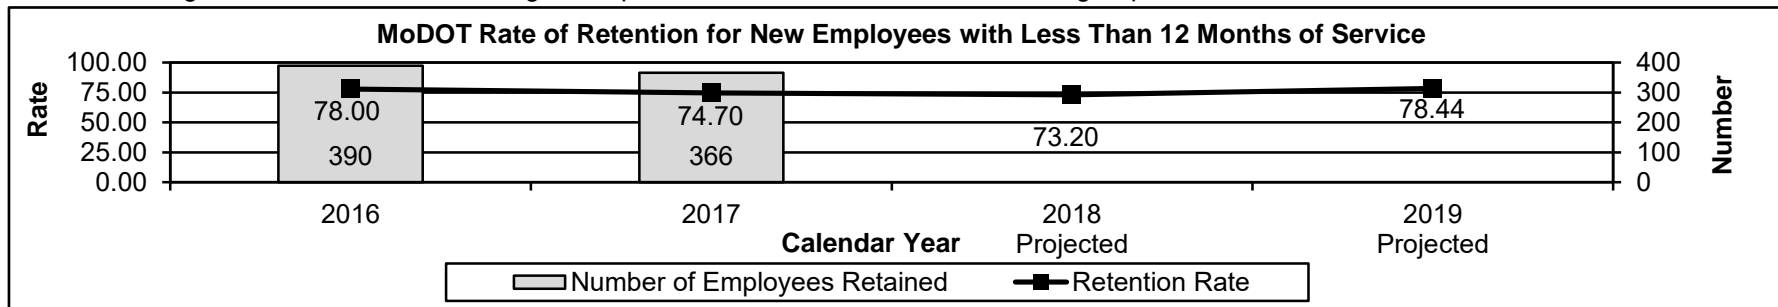 MoDOT Rate of Retention for New Employees with Less Than 12 Months of Service
Rate
100.00
75.00
50.00
25.00
0.00
78.00
74.70
73.20
78.44
390
366
400
300
200
100
0
Number
2016
2017
2018
Projected
2019
Projected
Calendar Year
Number of Employees Retained
Retention Rate